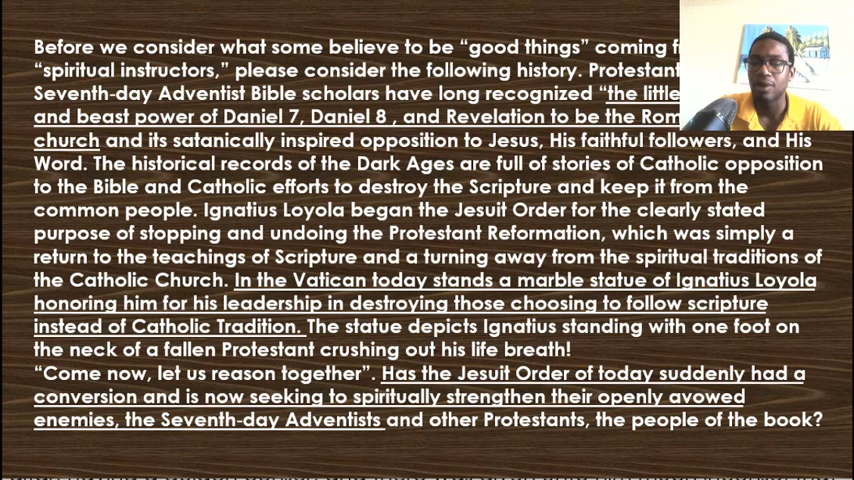 Before we consider what some believe to be “good things” coming
“spiritual instructors,” please consider the following history. Protestant
Seventh-day Adventist Bible scholars have long recognized “the little
and beast power of Daniel 7, Daniel 8 , and Revelation to be the
church and its satanically inspired opposition to Jesus, His faithful followers, and His
Word. The historical records of the Dark Ages are full of stories of Catholic opposition
to the Bible and Catholic efforts to destroy the Scripture and keep it from the
common people. Ignatius Loyola began the Jesuit Order for the clearly stated
purpose of stopping and undoing the Protestant Reformation, which was simply a
return to the teachings of Scripture and a turning away from the spiritual traditions of
the Catholic Church. In the Vatican today stands a marble statue of Ignatius Loyola
honoring him for his leadership in destroying those choosing to follow scripture
instead of Catholic Tradition. The statue depicts Ignatius standing with one foot on
the neck of a fallen Protestant crushing out his life breath!
“Come now, let us reason together”. Has the Jesuit Order of today suddenly had a
conversion and is now seeking to spiritually strengthen their openly avowed
enemies, the Seventh-day Adventists and other Protestants, the people of the book?